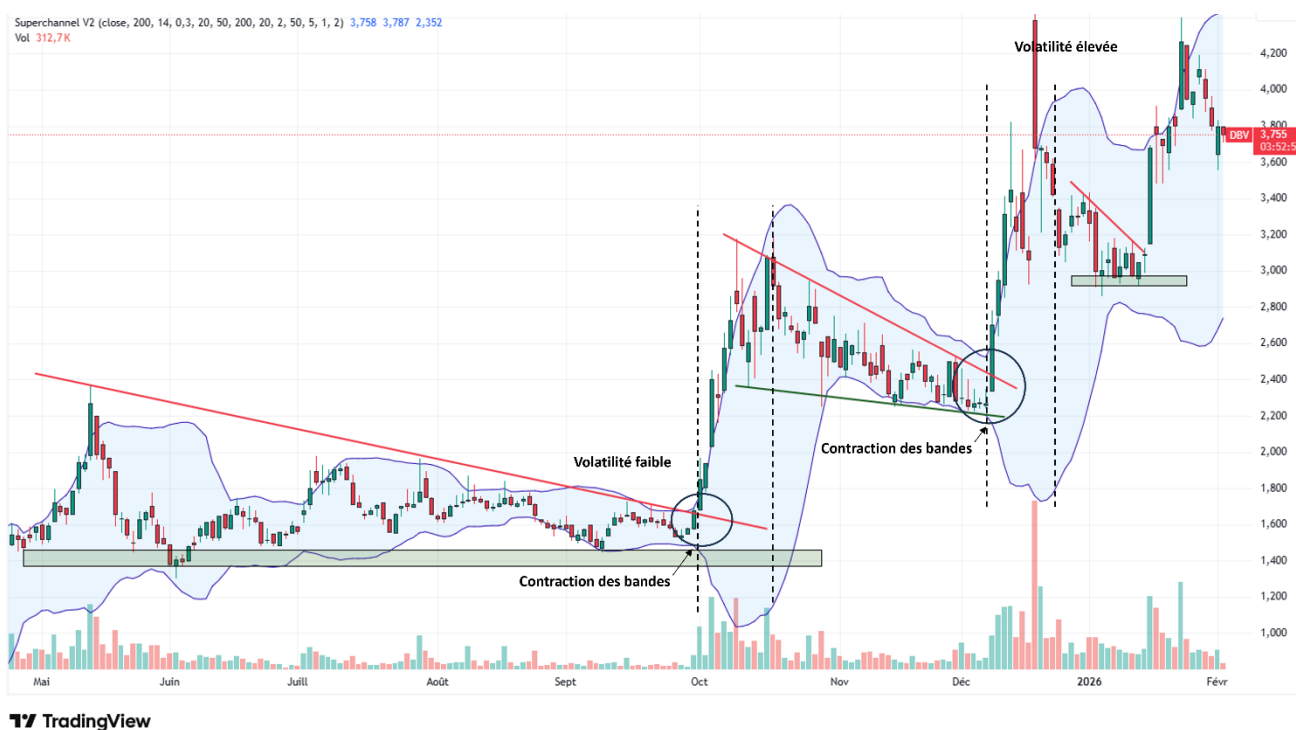 Superchannel V2 (close, 200, 14, 0,3, 20, 50, 200, 20, 2, 50, 5, 1, 2) 3,758 3,787 2,352
Vol 312,7 K
Volatilité élevée
4,200
4,000
3,800
DBV 3,755
03:52:5
3,600
3,400
3,200
3,000
2,800
2,600
2,400
2,200
Contraction des bandes
2,000
Volatilité faible
1,800
1,600
1,400
Contraction des bandes
1,200
1,000
Mai Juin Juill Août Sept Oct Nov Déc 2026 Févr
TradingView